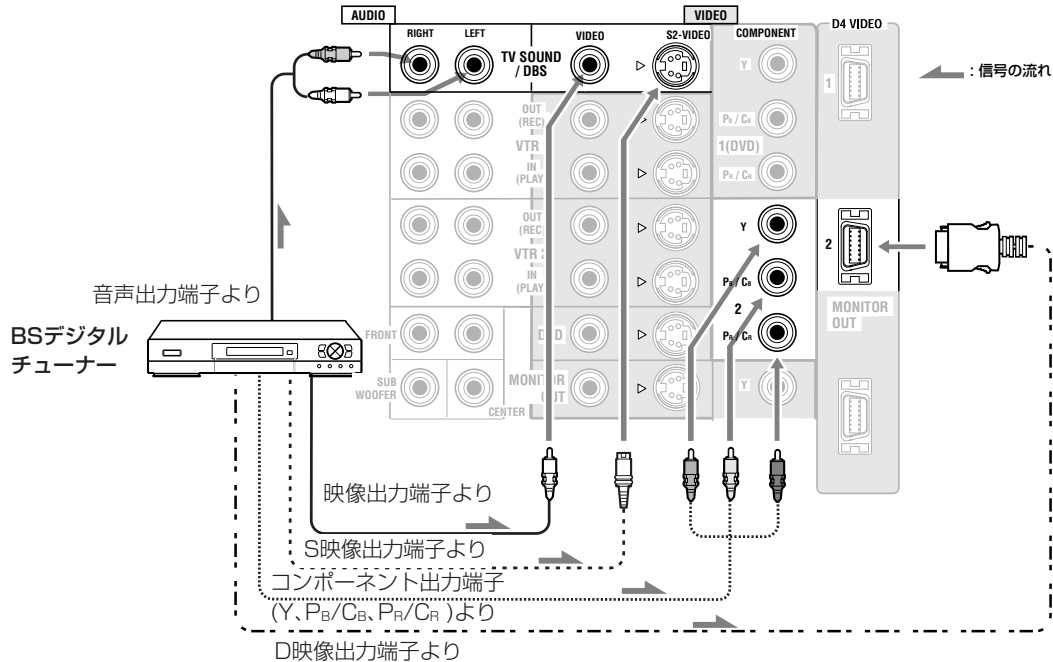 AUDIO
VIDEO
RIGHT
LEFT
VIDEO
S2-VIDEO
COMPONENT
D4 VIDEO
TV SOUND
/ DBS
Y
1
: 信号の流れ
OUT
(REC)
VTR
PB / CB
1(DVD)
IN
(PLAY
PR / CR
OUT
(REC)
VTR 2
Y
2
IN
(PLAY
PB / CB
2
音声出力端子より
BSデジタル
チューナー
FRONT
PR / CR
MONITOR
OUT
SUB
WOOFER
CENTER
MONITOR
OUT
Y
映像出力端子より
S映像出力端子より
コンポーネント出力端子
(Y、PB/CB、PR/CR )より
D映像出力端子より